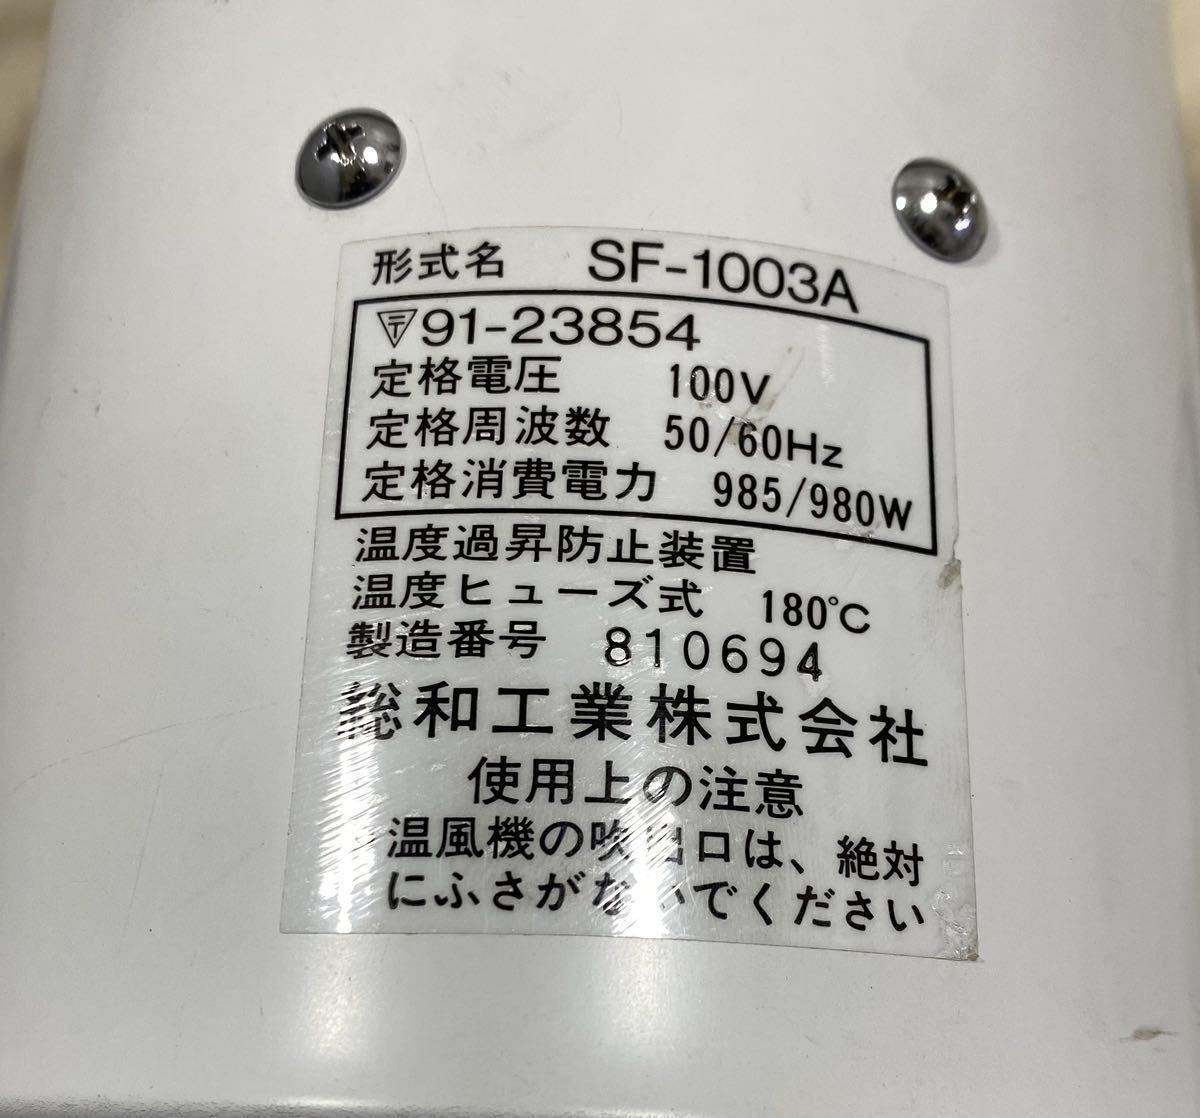 形式名 SF-1003A
〒91-23854
定格電圧 100V
定格周波数 50/60Hz
定格消費電力 985/980W
温度過昇防止装置
温度ヒューズ式 180℃
製造番号 810694
総和工業株式会社
使用上の注意
温風機の吹出口は、絶対
にふさがないでください